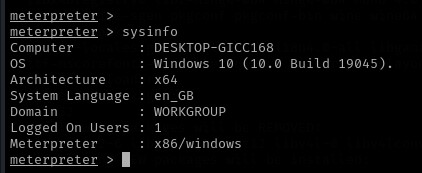 meterpreter >
meterpreter > sysinfo
Computer : DESKTOP-GICC168
OS : Windows 10 (10.0 Build 19045).
Architecture : x64
System Language : en_GB
Domain : WORKGROUP
Logged On Users : 1
Meterpreter : x86/windows
meterpreter >